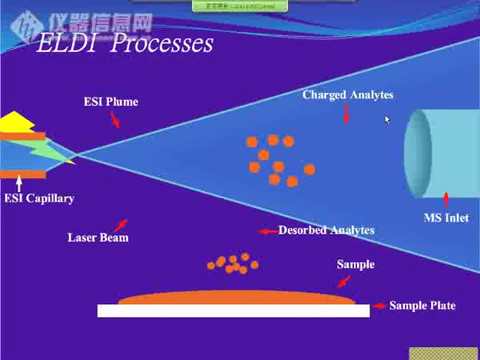 仪器信息网
ELDI Processes
Charged Analytes
ESI Plume
ESI Capillary
MS Inlet
Desorbed Analytes
Laser Beam
Sample
Sample Plate